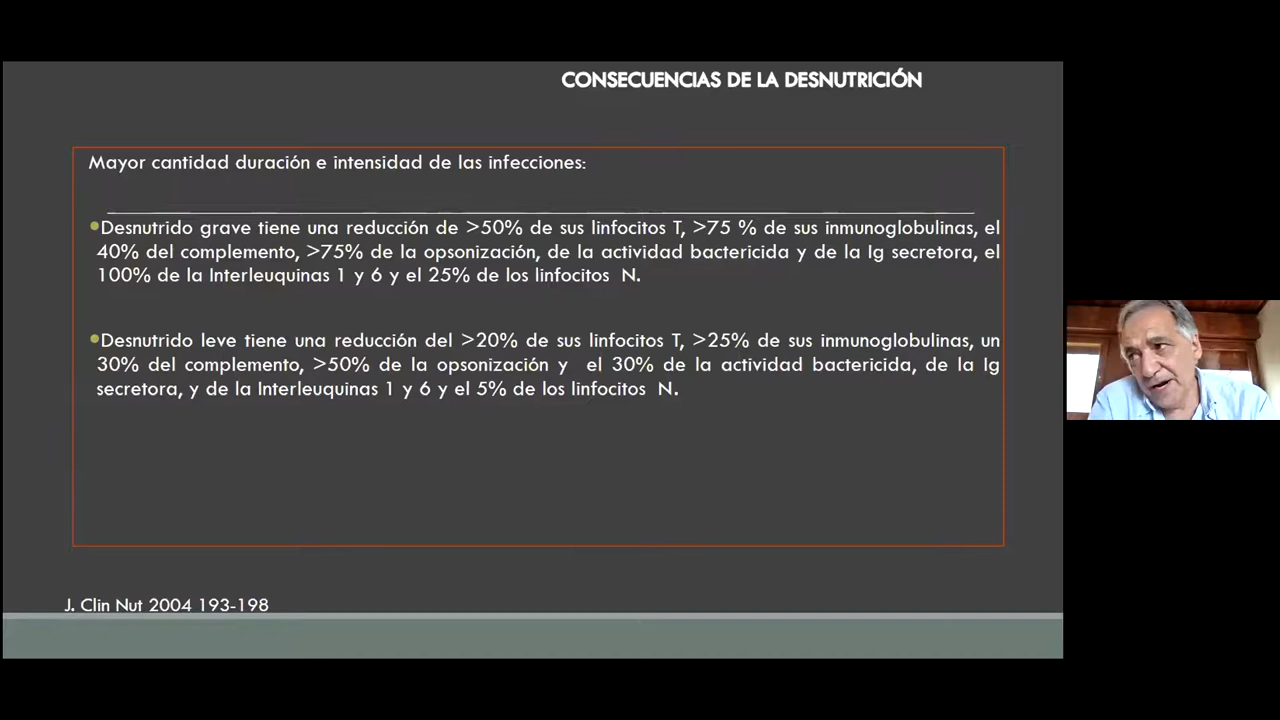 CONSECUENCIAS DE LA DESNUTRICIÓN
Mayor cantidad duración e intensidad de las infecciones:
•Desnutrido grave tiene una reducción de >50% de sus linfocitos T, >75 % de sus inmunoglobulinas, el
40% del complemento, >75% de la opsonización, de la actividad bactericida y de la Ig secretora, el
100% de la Interleuquinas 1 y 6 y el 25% de los linfocitos N.
•Desnutrido leve tiene una reducción del >20% de sus linfocitos T, >25% de sus inmunoglobulinas, un
30% del complemento, >50% de la opsonización y el 30% de la actividad bactericida, de la Ig
secretora, y de la Interleuquinas 1 y 6 y el 5% de los linfocitos N.
J. Clin Nut 2004 193-198